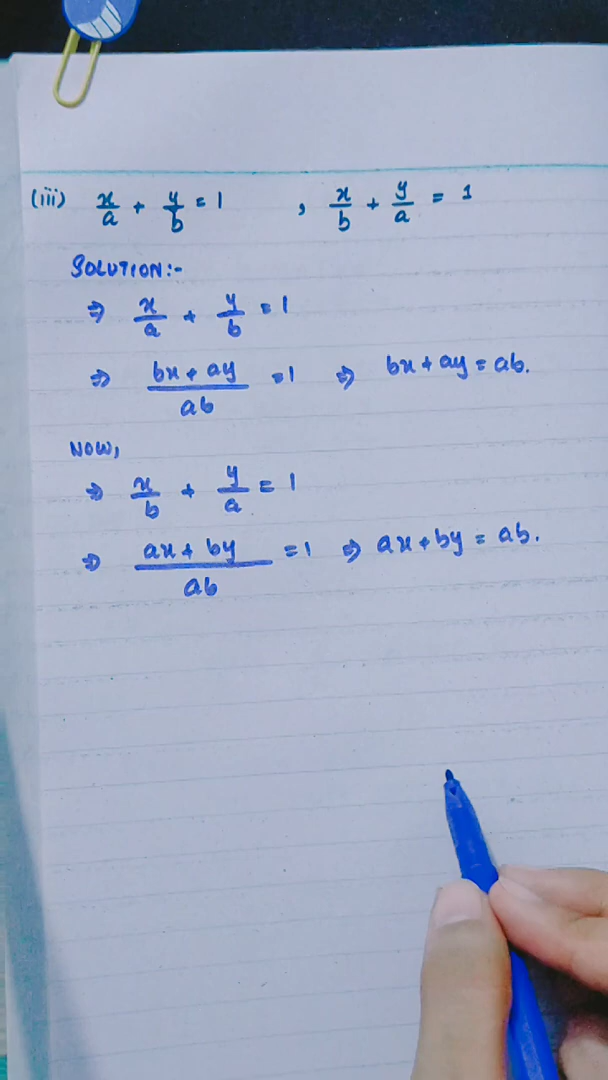 (iii) x/a + y/b = 1 , x/b + y/a = 1
SOLUTION:-
⇒ x/a + y/b = 1
⇒ bx + ay/ab = 1 ⇒ bx + ay = ab.
NOW,
⇒ x/b + y/a = 1
⇒ ax + by/ab = 1 ⇒ ax + by = ab.